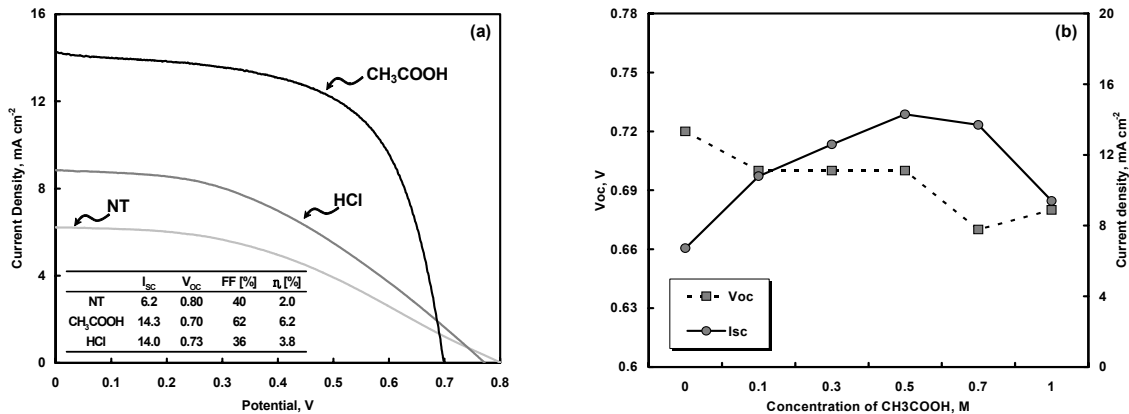 (a)
16
12
8
4
0
Current Density, mA cm⁻²
CH₃COOH
HCl
NT
I_SC V_OC FF [%] η, [%]
NT 6.2 0.80 40 2.0
CH₃COOH 14.3 0.70 62 6.2
HCl 14.0 0.73 36 3.8
0 0.1 0.2 0.3 0.4 0.5 0.6 0.7 0.8
Potential, V
(b)
0.78
0.75
0.72
0.69
0.66
0.63
0.6
Voc, V
Voc
Isc
20
16
12
8
4
0
Current density, mA cm⁻²
0 0.1 0.3 0.5 0.7 1
Concentration of CH3COOH, M